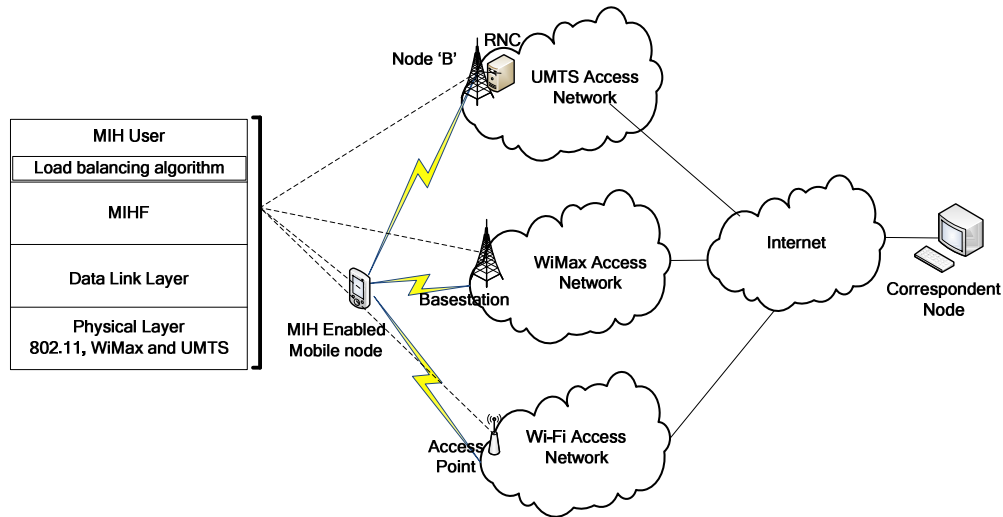 MIH User
Load balancing algorithm
MIHF
Data Link Layer
Physical Layer
802.11, WiMax and UMTS
Node 'B'
RNC
UMTS Access
Network
MIH Enabled
Mobile node
Basestation
WiMax Access
Network
Access
Point
Wi-Fi Access
Network
Internet
Correspondent
Node